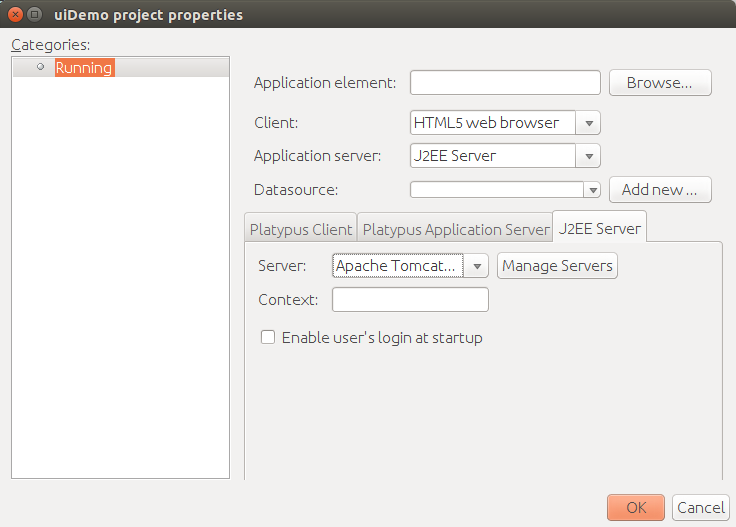 uiDemo project properties
Categories:
Running
Application element:
Browse...
Client:
HTML5 web browser
Application server:
J2EE Server
Datasource:
Add new ...
Platypus Client
Platypus Application Server
J2EE Server
Server:
Apache Tomcat...
Manage Servers
Context:
Enable user's login at startup
OK
Cancel